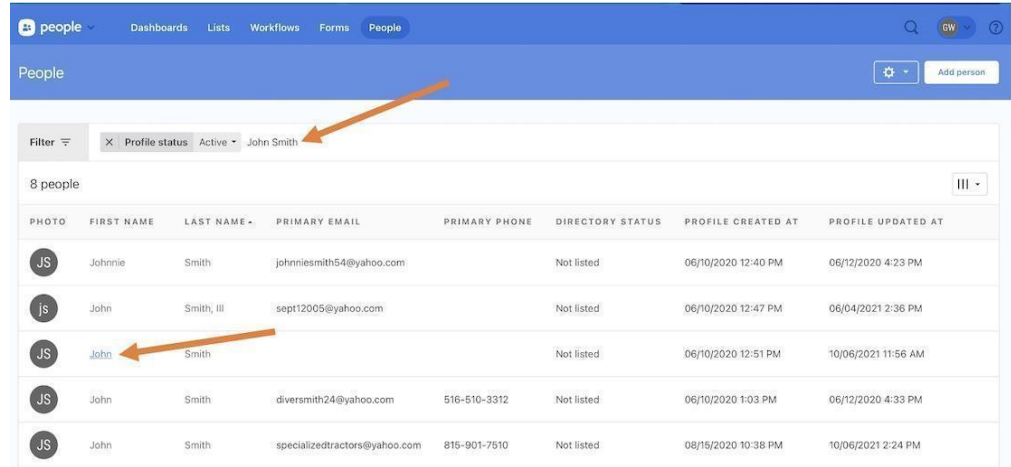 people Dashboards Lists Workflows Forms People GW
People Add person
Filter Profile status Active John Smith
8 people
PHOTO FIRST NAME LAST NAME PRIMARY EMAIL PRIMARY PHONE DIRECTORY STATUS PROFILE CREATED AT PROFILE UPDATED AT
JS Johnnie Smith johnniesmith54@yahoo.com Not listed 06/10/2020 12:40 PM 06/12/2020 4:23 PM
js John Smith, III sept12005@yahoo.com Not listed 06/10/2020 12:47 PM 06/04/2021 2:36 PM
JS John Smith Not listed 06/10/2020 12:51 PM 10/06/2021 11:56 AM
JS John Smith diversmith24@yahoo.com 516-510-3312 Not listed 06/10/2020 1:03 PM 06/12/2020 4:33 PM
JS John Smith specializedtractors@yahoo.com 815-901-7510 Not listed 08/15/2020 10:38 PM 10/06/2021 2:24 PM